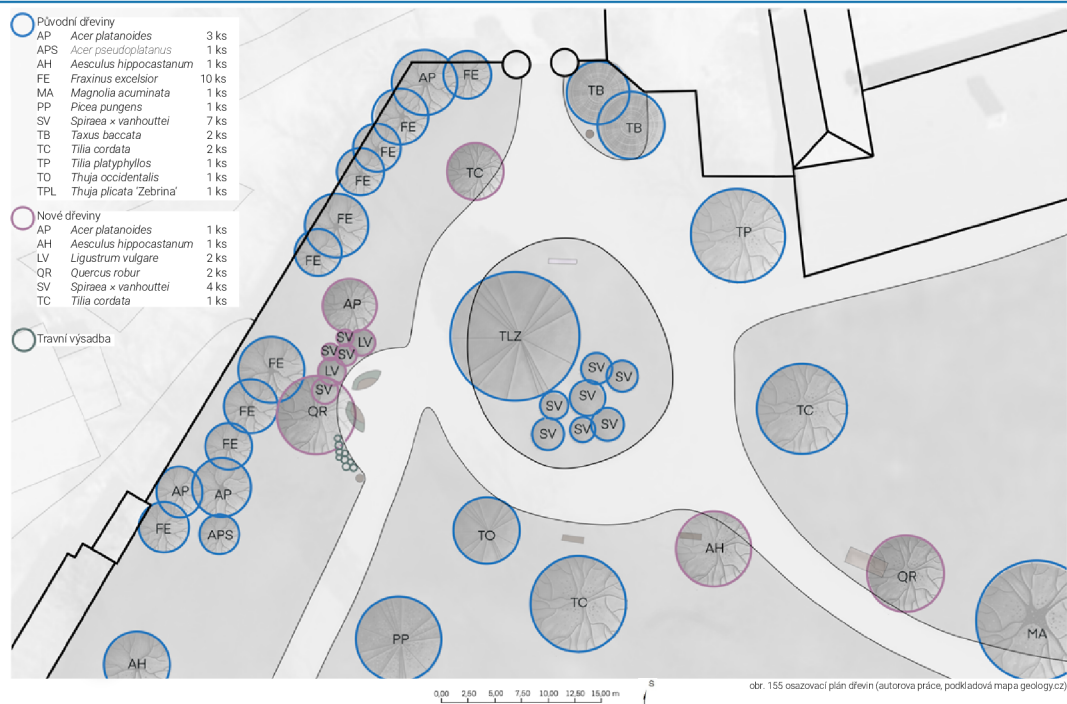 Původní dřeviny
AP Acer platanoides 3 ks
APS Acer pseudoplatanus 1 ks
AH Aesculus hippocastanum 1 ks
FE Fraxinus excelsior 10 ks
MA Magnolia acuminata 1 ks
PP Picea pungens 1 ks
SV Spiraea × vanhouttei 7 ks
TB Taxus baccata 2 ks
TC Tilia cordata 2 ks
TP Tilia platyphyllos 1 ks
TO Thuja occidentalis 1 ks
TPL Thuja plicata 'Zebrina' 1 ks
Nové dřeviny
AP Acer platanoides 1 ks
AH Aesculus hippocastanum 1 ks
LV Ligustrum vulgare 2 ks
QR Quercus robur 2 ks
SV Spiraea × vanhouttei 4 ks
TC Tilia cordata 1 ks
Travní výsadba
AP
FE
TB
FE
TB
FE
FE
TC
FE
TP
FE
AP
SV
LV
SV
SV
TLZ
FE
LV
SV
SV
SV
SV
QR
FE
SV
TC
SV
SV
SV
FE
AP
AP
FE
APS
TO
AH
QR
TC
MA
PP
AH
S
0,00 2,50 5,00 7,50 10,00 12,50 15,00 m
obr. 155 osazovací plán dřevin (autorova práce, podkladová mapa geology.cz)